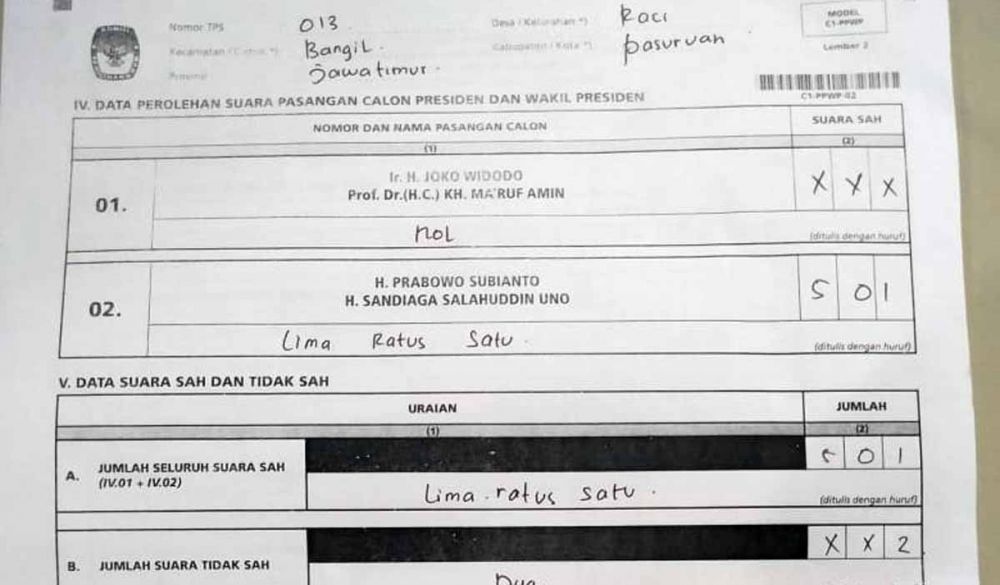 Nomor TPS 013 Desa / Kelurahan *) Raci
Kecamatan / Distrik *) Bangil. Kabupaten / Kota *) pasuruan
Provinsi Jawa timur.
MODEL
C1-PPWP
Lembar 2
C1-PPWP-02
IV. DATA PEROLEHAN SUARA PASANGAN CALON PRESIDEN DAN WAKIL PRESIDEN
NOMOR DAN NAMA PASANGAN CALON SUARA SAH
(1) (2)
01. Ir. H. JOKO WIDODO
Prof. Dr.(H.C.) KH. MA'RUF AMIN X X X
nol (ditulis dengan huruf)
02. H. PRABOWO SUBIANTO
H. SANDIAGA SALAHUDDIN UNO 5 0 1
Lima Ratus Satu. (ditulis dengan huruf)
V. DATA SUARA SAH DAN TIDAK SAH
URAIAN JUMLAH
(1) (2)
A. JUMLAH SELURUH SUARA SAH
(IV.01 + IV.02) 5 0 1
Lima ratus satu. (ditulis dengan huruf)
B. JUMLAH SUARA TIDAK SAH X X 2
Dua